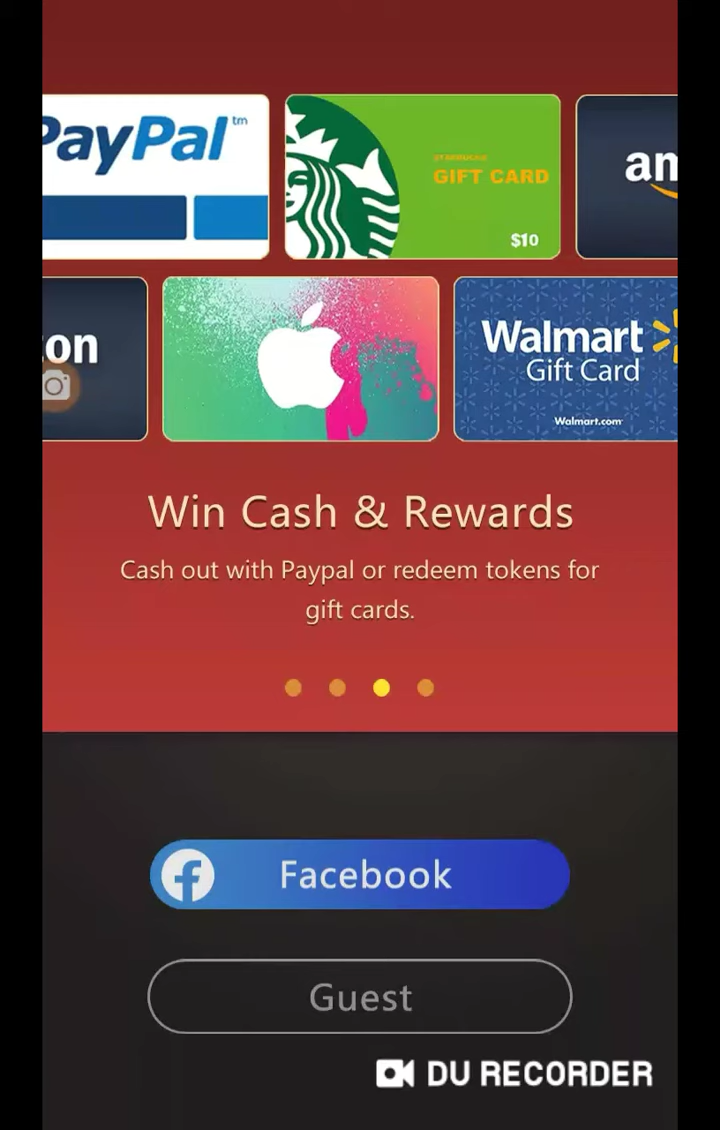 PayPal™
STARBUCKS
GIFT CARD
$10
am
on
Walmart
Gift Card
Walmart.com
Win Cash & Rewards
Cash out with Paypal or redeem tokens for
gift cards.
Facebook
Guest
DU RECORDER